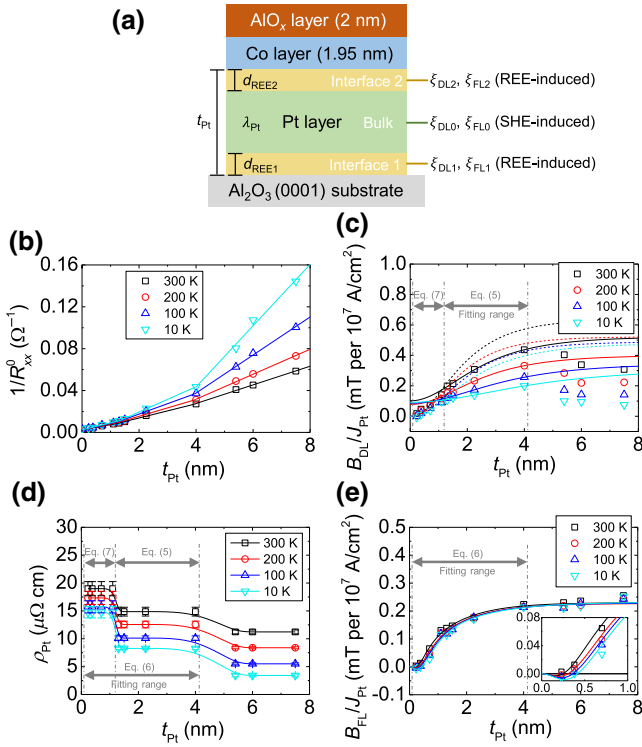 (a)
AlOx layer (2 nm)
Co layer (1.95 nm)
dREE2
Interface 2
ξDL2, ξFL2 (REE-induced)
tPt
λPt
Pt layer
Bulk
ξDL0, ξFL0 (SHE-induced)
dREE1
Interface 1
ξDL1, ξFL1 (REE-induced)
Al2O3 (0001) substrate
(b)
0.16
0.12
0.08
0.04
0.00
1/R0xx (Ω−1)
300 K
200 K
100 K
10 K
0 2 4 6 8
tPt (nm)
(c)
0.8
0.6
0.4
0.2
0.0
BDL/JPt (mT per 10^7 A/cm2)
Eq. (7)
Eq. (5)
Fitting range
300 K
200 K
100 K
10 K
0 2 4 6 8
tPt (nm)
(d)
30
25
20
15
10
5
0
ρPt (μΩ cm)
Eq. (7)
Eq. (5)
300 K
200 K
100 K
10 K
Eq. (6)
Fitting range
0 2 4 6 8
tPt (nm)
(e)
0.5
0.4
0.3
0.2
0.1
0.0
-0.1
BFL/JPt (mT per 10^7 A/cm2)
Eq. (6)
Fitting range
300 K
200 K
100 K
10 K
0.08
0.04
0.00
0.0 0.5 1.0
0 2 4 6 8
tPt (nm)